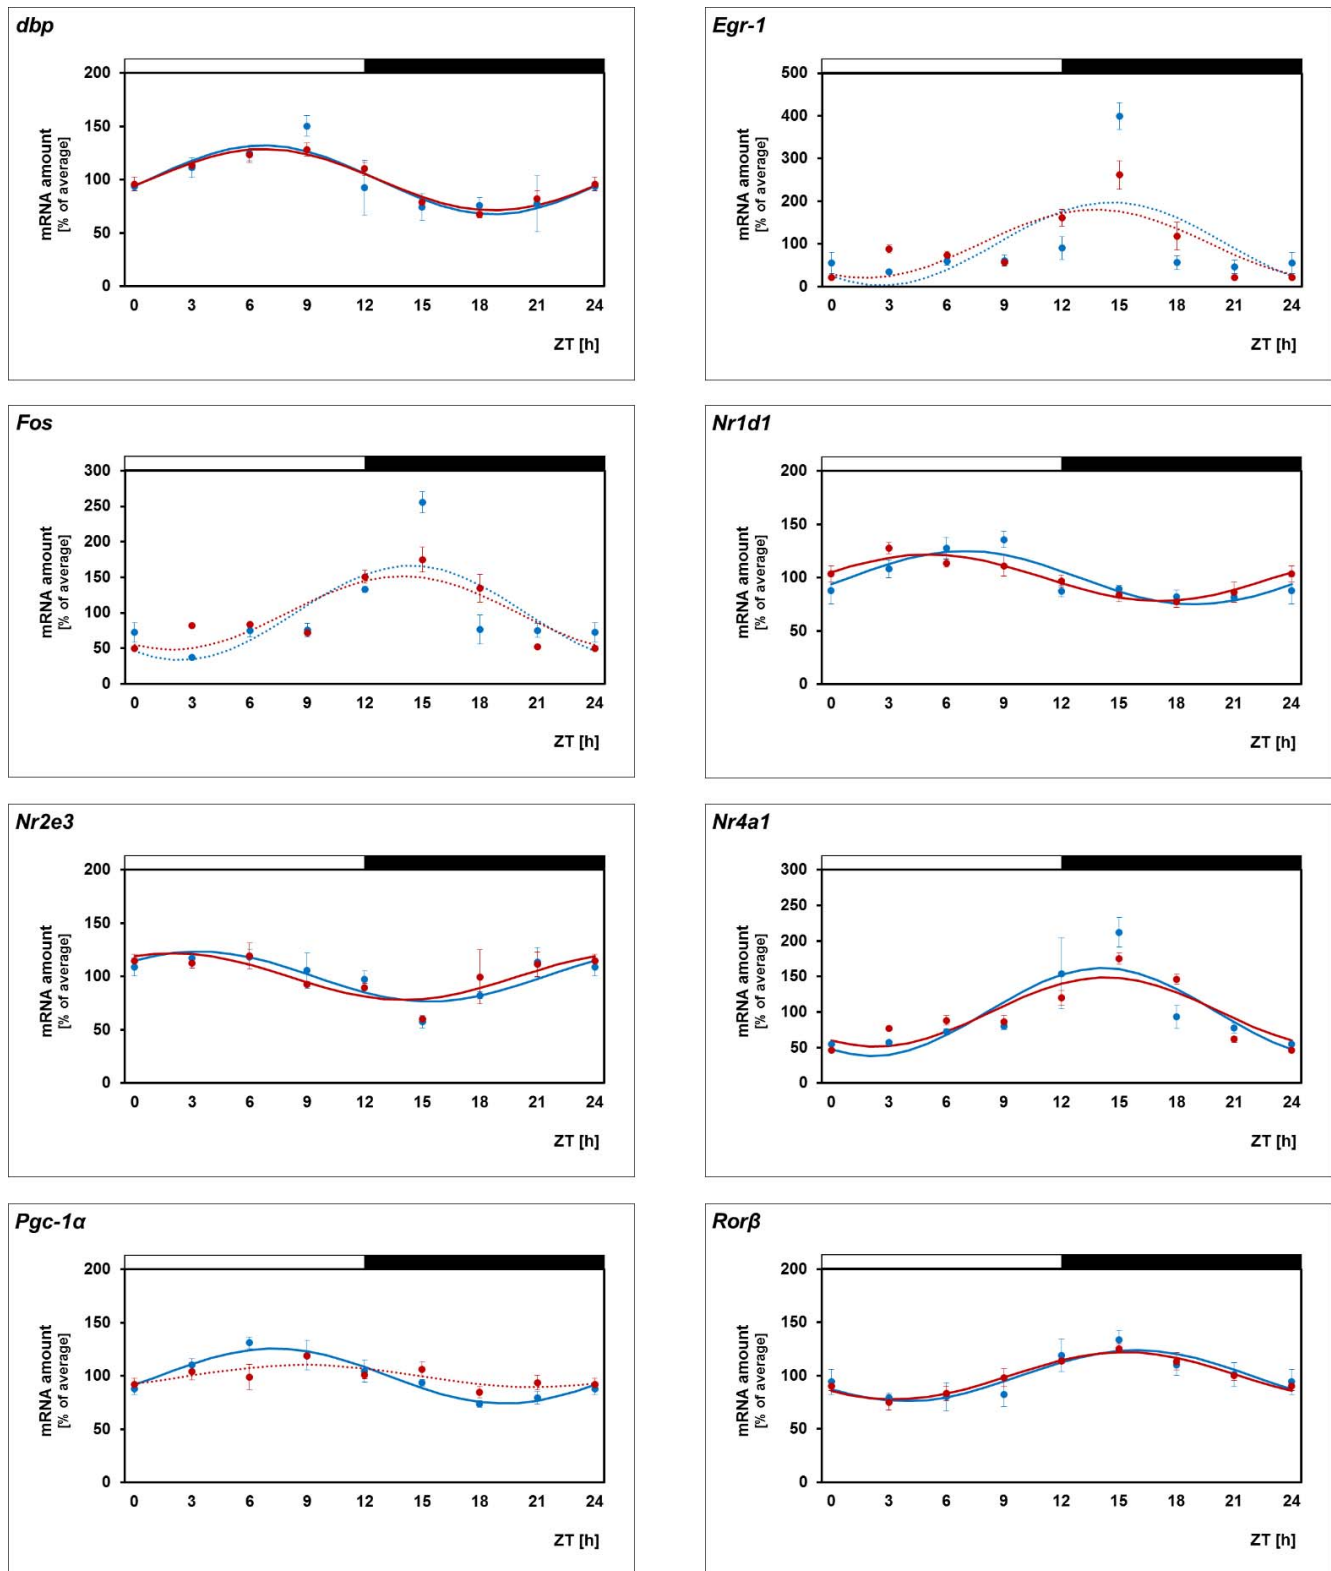 dbp
200
150
100
50
0
mRNA amount
[% of average]
0 3 6 9 12 15 18 21 24
ZT [h]
Egr-1
500
400
300
200
100
0
mRNA amount
[% of average]
0 3 6 9 12 15 18 21 24
ZT [h]
Fos
300
250
200
150
100
50
0
mRNA amount
[% of average]
0 3 6 9 12 15 18 21 24
ZT [h]
Nr1d1
200
150
100
50
0
mRNA amount
[% of average]
0 3 6 9 12 15 18 21 24
ZT [h]
Nr2e3
200
150
100
50
0
mRNA amount
[% of average]
0 3 6 9 12 15 18 21 24
ZT [h]
Nr4a1
300
250
200
150
100
50
0
mRNA amount
[% of average]
0 3 6 9 12 15 18 21 24
ZT [h]
Pgc-1α
200
150
100
50
0
mRNA amount
[% of average]
0 3 6 9 12 15 18 21 24
ZT [h]
Rorβ
200
150
100
50
0
mRNA amount
[% of average]
0 3 6 9 12 15 18 21 24
ZT [h]